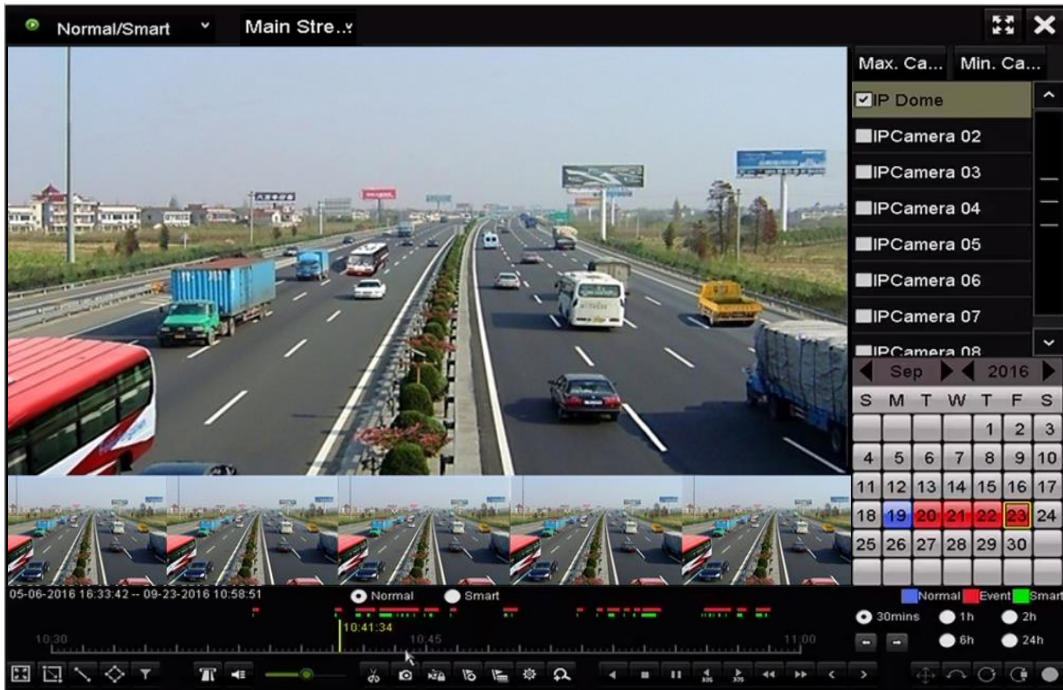 Normal/Smart
Main Stre..
Max. Ca...
Min. Ca...
IP Dome
IPCamera 02
IPCamera 03
IPCamera 04
IPCamera 05
IPCamera 06
IPCamera 07
IPCamera 08
Sep 2016
S M T W T F S
1 2 3
4 5 6 7 8 9 10
11 12 13 14 15 16 17
18 19 20 21 22 23 24
25 26 27 28 29 30
05-06-2016 16:33:42 -- 09-23-2016 10:58:51
Normal
Smart
Normal Event Smart
10:41:34
10:30
10:45
11:00
30mins 1h 2h
6h 24h
30S
30S